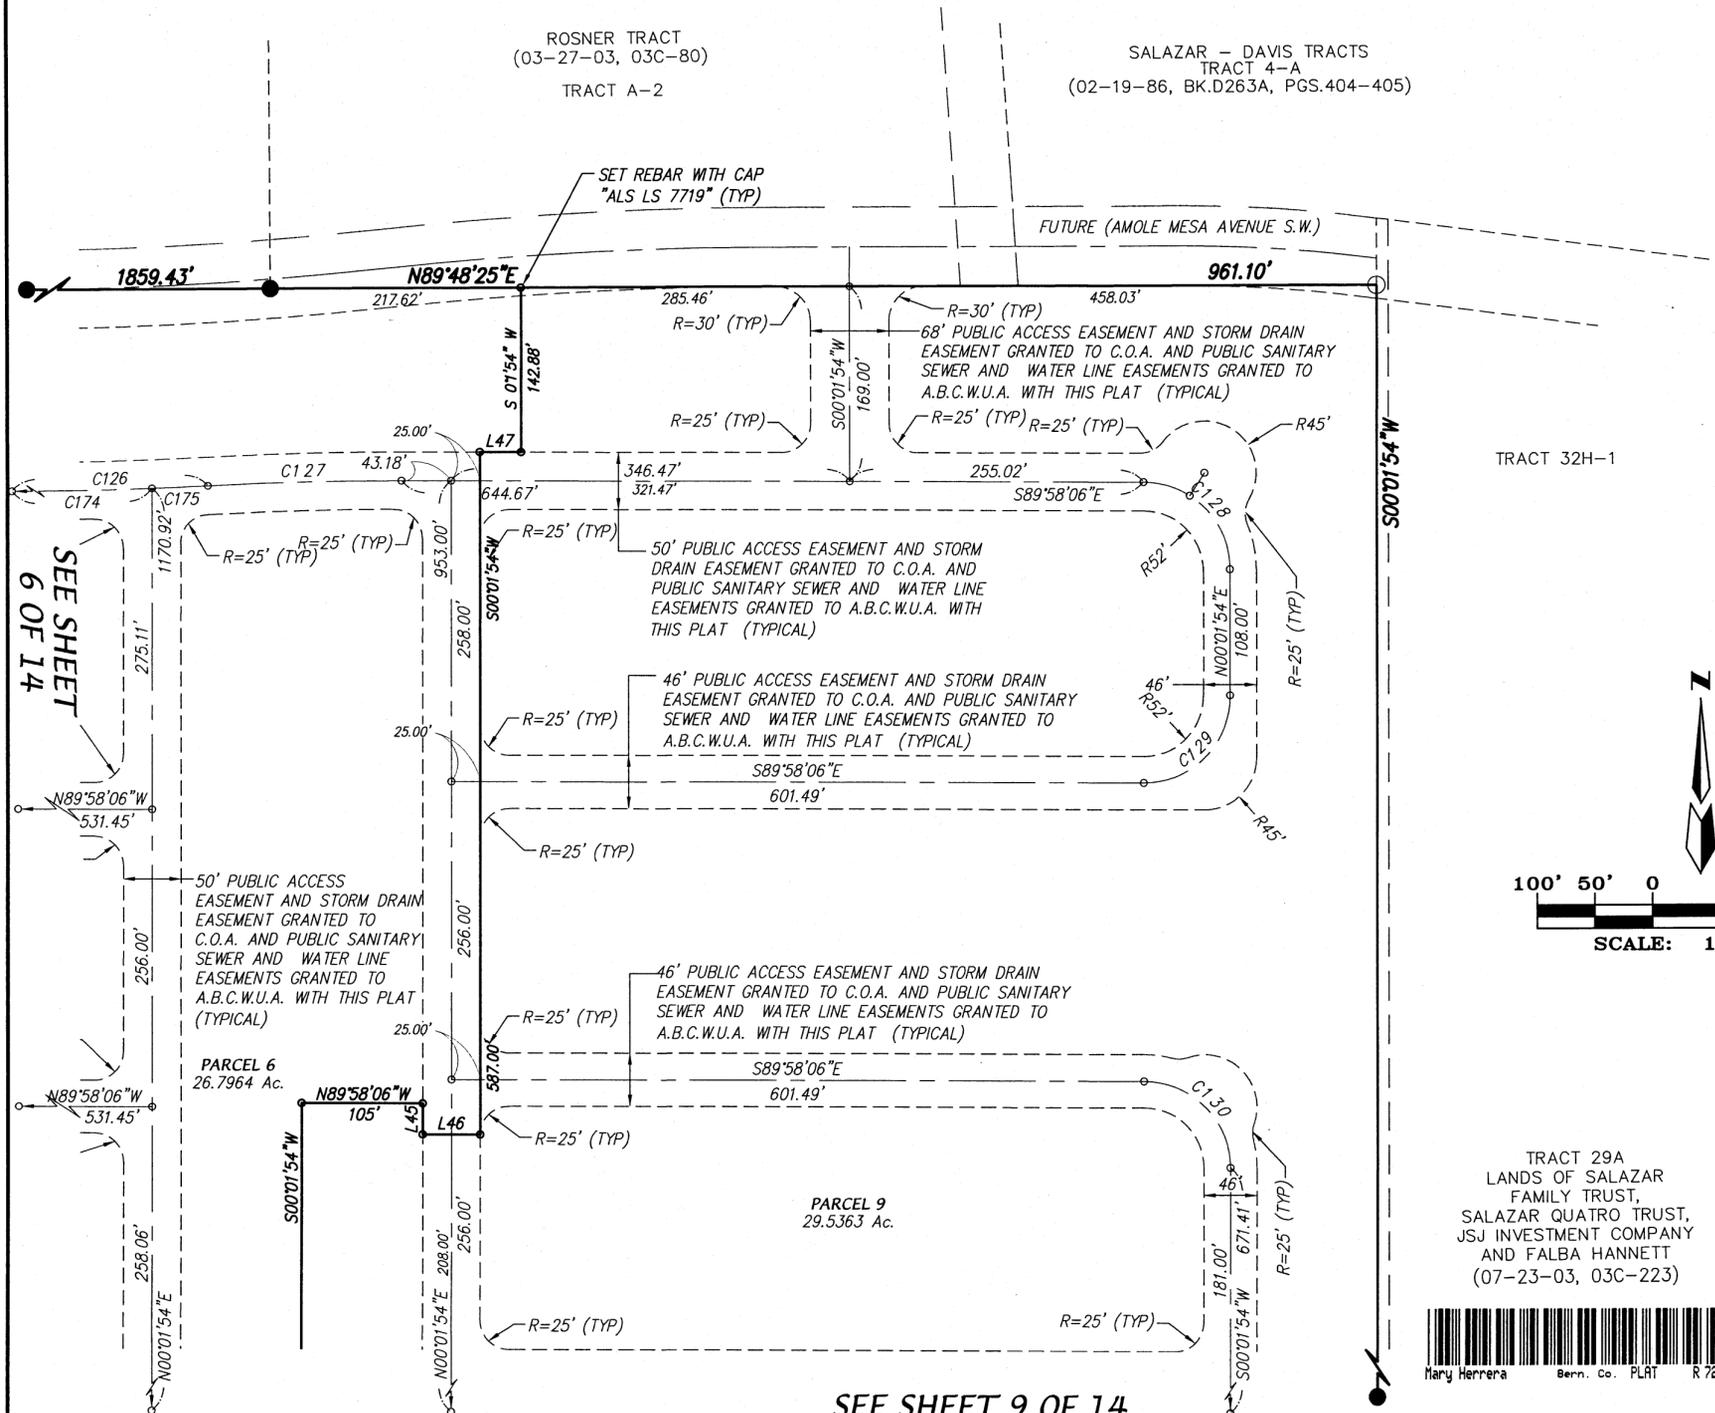 ROSNER TRACT
(03-27-03, 03C-80)
TRACT A-2
SALAZAR - DAVIS TRACTS
TRACT 4-A
(02-19-86, BK.D263A, PGS.404-405)
SET REBAR WITH CAP
"ALS LS 7719" (TYP)
FUTURE (AMOLE MESA AVENUE S.W.)
1859.43'
N89°48'25"E
961.10'
217.62'
285.46'
458.03'
R=30' (TYP)
R=30' (TYP)
S 01'54" W
142.88'
S00°01'54"W
169.00'
68' PUBLIC ACCESS EASEMENT AND STORM DRAIN
EASEMENT GRANTED TO C.O.A. AND PUBLIC SANITARY
SEWER AND WATER LINE EASEMENTS GRANTED TO
A.B.C.W.U.A. WITH THIS PLAT (TYPICAL)
R=25' (TYP)
R=25' (TYP)
R=25' (TYP)
R45'
S00°01'54"W
TRACT 32H-1
25.00'
L47
C126
C127
43.18'
346.47'
255.02'
C174
C175
644.67'
321.47'
S89°58'06"E
C128
1170.92'
R=25' (TYP)
R=25' (TYP)
953.00'
S00°01'54"W
R=25' (TYP)
50' PUBLIC ACCESS EASEMENT AND STORM
DRAIN EASEMENT GRANTED TO C.O.A. AND
PUBLIC SANITARY SEWER AND WATER LINE
EASEMENTS GRANTED TO A.B.C.W.U.A. WITH
THIS PLAT (TYPICAL)
R52'
SEE SHEET
6 OF 14
275.11'
258.00'
N00°01'54"E
108.00'
R=25' (TYP)
46' PUBLIC ACCESS EASEMENT AND STORM DRAIN
EASEMENT GRANTED TO C.O.A. AND PUBLIC SANITARY
SEWER AND WATER LINE EASEMENTS GRANTED TO
A.B.C.W.U.A. WITH THIS PLAT (TYPICAL)
46'
R52'
Z
25.00'
R=25' (TYP)
C129
S89°58'06"E
601.49'
N89°58'06"W
531.45'
R45'
R=25' (TYP)
50' PUBLIC ACCESS
EASEMENT AND STORM DRAIN
EASEMENT GRANTED TO
C.O.A. AND PUBLIC SANITARY
SEWER AND WATER LINE
EASEMENTS GRANTED TO
A.B.C.W.U.A. WITH THIS PLAT
(TYPICAL)
256.00'
256.00'
100' 50' 0
SCALE: 1
46' PUBLIC ACCESS EASEMENT AND STORM DRAIN
EASEMENT GRANTED TO C.O.A. AND PUBLIC SANITARY
SEWER AND WATER LINE EASEMENTS GRANTED TO
A.B.C.W.U.A. WITH THIS PLAT (TYPICAL)
25.00'
R=25' (TYP)
587.00'
PARCEL 6
26.7964 Ac.
S89°58'06"E
601.49'
C130
N89°58'06"W
531.45'
N89°58'06"W
105'
L45
L46
R=25' (TYP)
S00°01'54"W
PARCEL 9
29.5363 Ac.
46'
671.41'
181.00'
S00°01'54"W
R=25' (TYP)
258.06'
N00°01'54"E
256.00'
208.00'
N00°01'54"E
R=25' (TYP)
R=25' (TYP)
TRACT 29A
LANDS OF SALAZAR
FAMILY TRUST,
SALAZAR QUATRO TRUST,
JSJ INVESTMENT COMPANY
AND FALBA HANNETT
(07-23-03, 03C-223)
Mary Herrera Bern. Co. PLAT R 72
SEE SHEET 9 OF 14